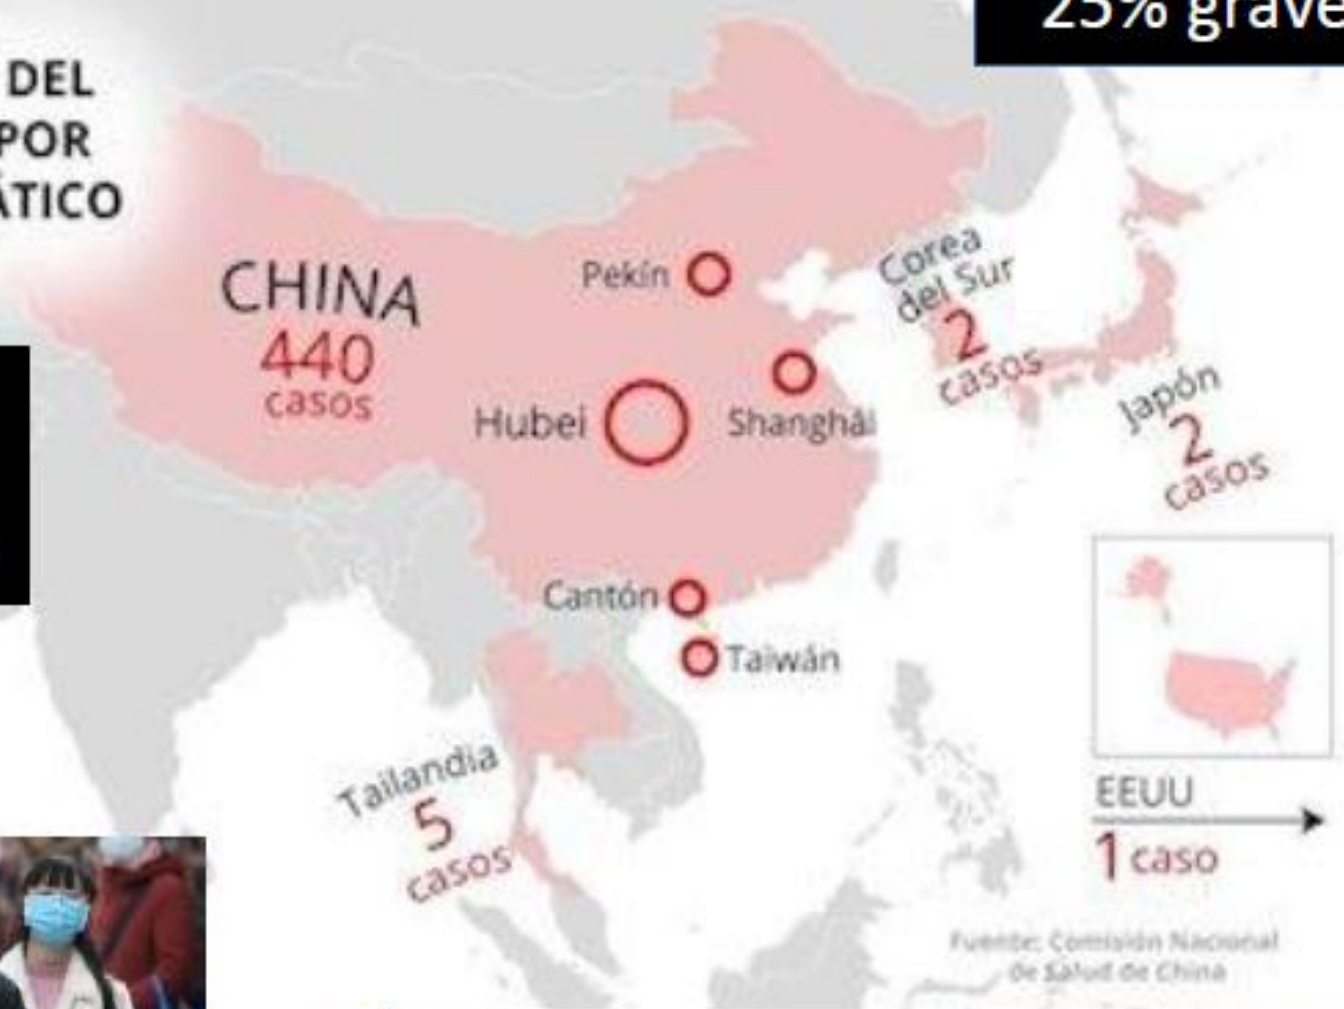 25% grave
DEL
POR
ÁTICO
CHINA
440
casos
Pekín
Hubei
Shanghái
Corea
del Sur
2
casos
Japón
2
casos
Cantón
Taiwán
Tailandia
5
casos
EEUU
1 caso
Fuente: Comisión Nacional
de Salud de China